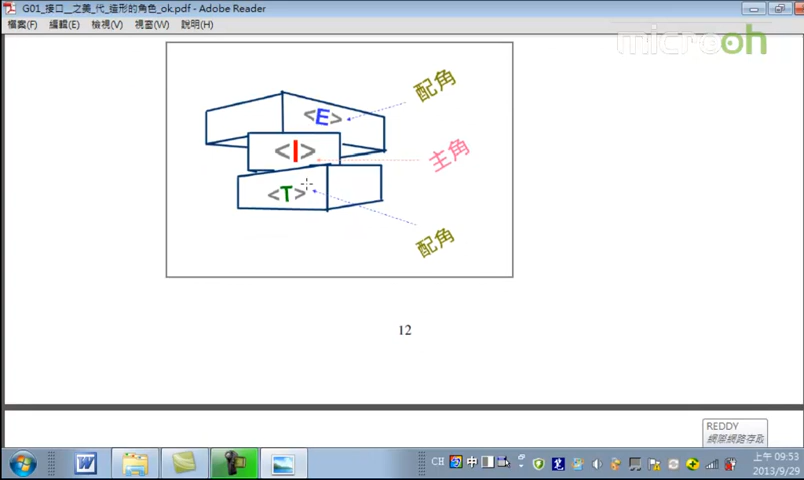 G01_接口__之美_代_造形的角色_ok.pdf - Adobe Reader
檔案(F) 編輯(E) 檢視(V) 視窗(W) 說明(H)
microoh
配角
<E>
<I>
主角
<T>
配角
12
REDDY
網際網路存取
CH
中
上午 09:53
2013/9/29